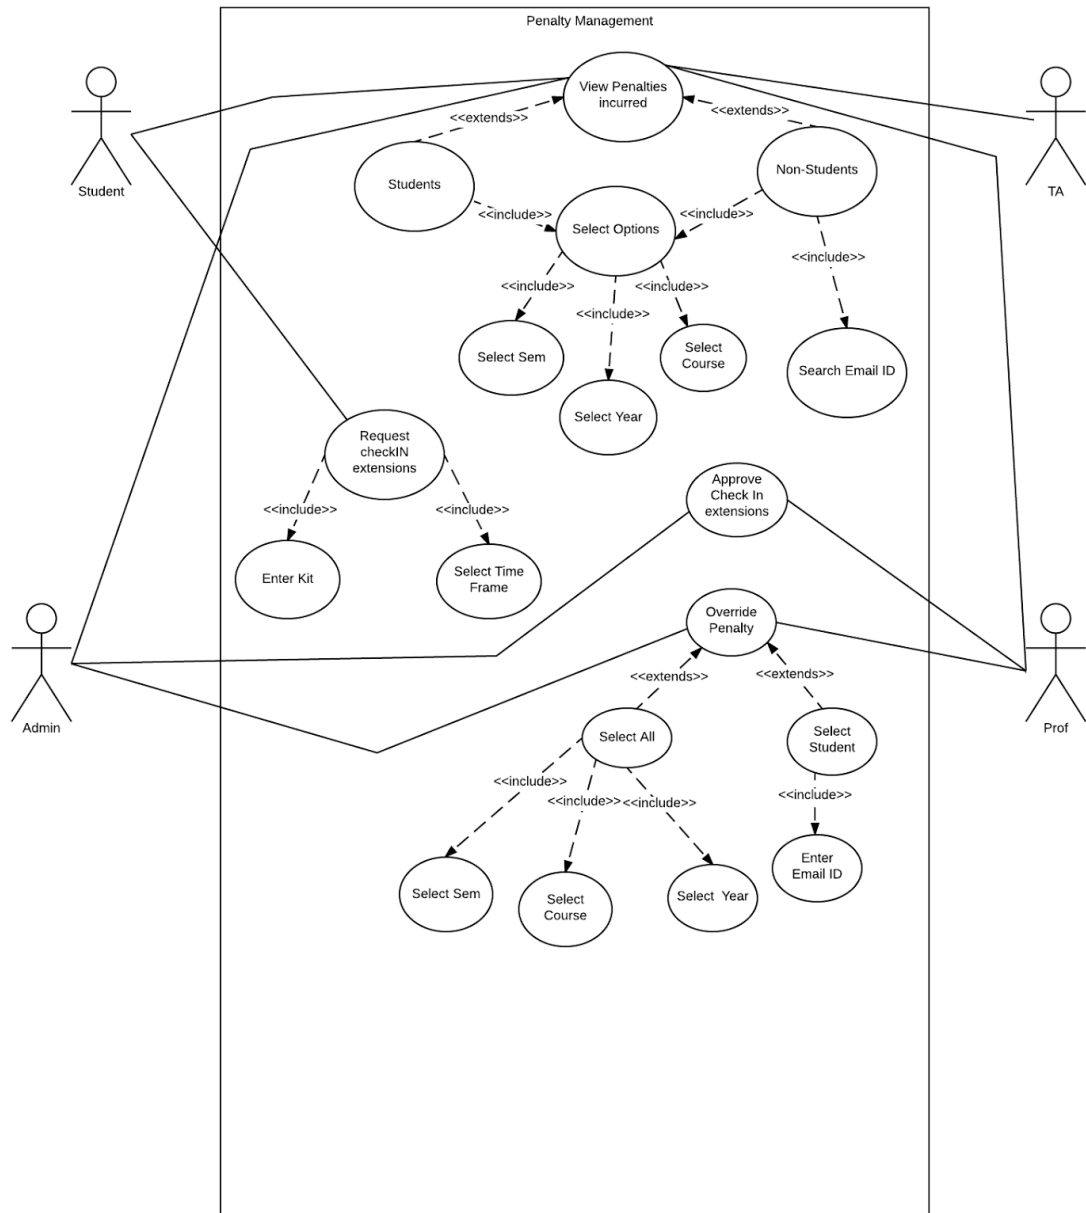 Penalty Management
View Penalties
incurred
<<extends>>
<<extends>>
Student
Students
Non-Students
TA
<<include>>
<<include>>
Select Options
<<include>>
<<include>>
<<include>>
<<include>>
Select Sem
Select
Course
Search Email ID
Select Year
Request
checkIN
extensions
Approve
Check In
extensions
<<include>>
<<include>>
Enter Kit
Select Time
Frame
Override
Penalty
<<extends>>
<<extends>>
Admin
Prof
Select All
Select
Student
<<include>>
<<include>>
<<include>>
<<include>>
Select Sem
Select
Course
Select  Year
Enter
Email ID